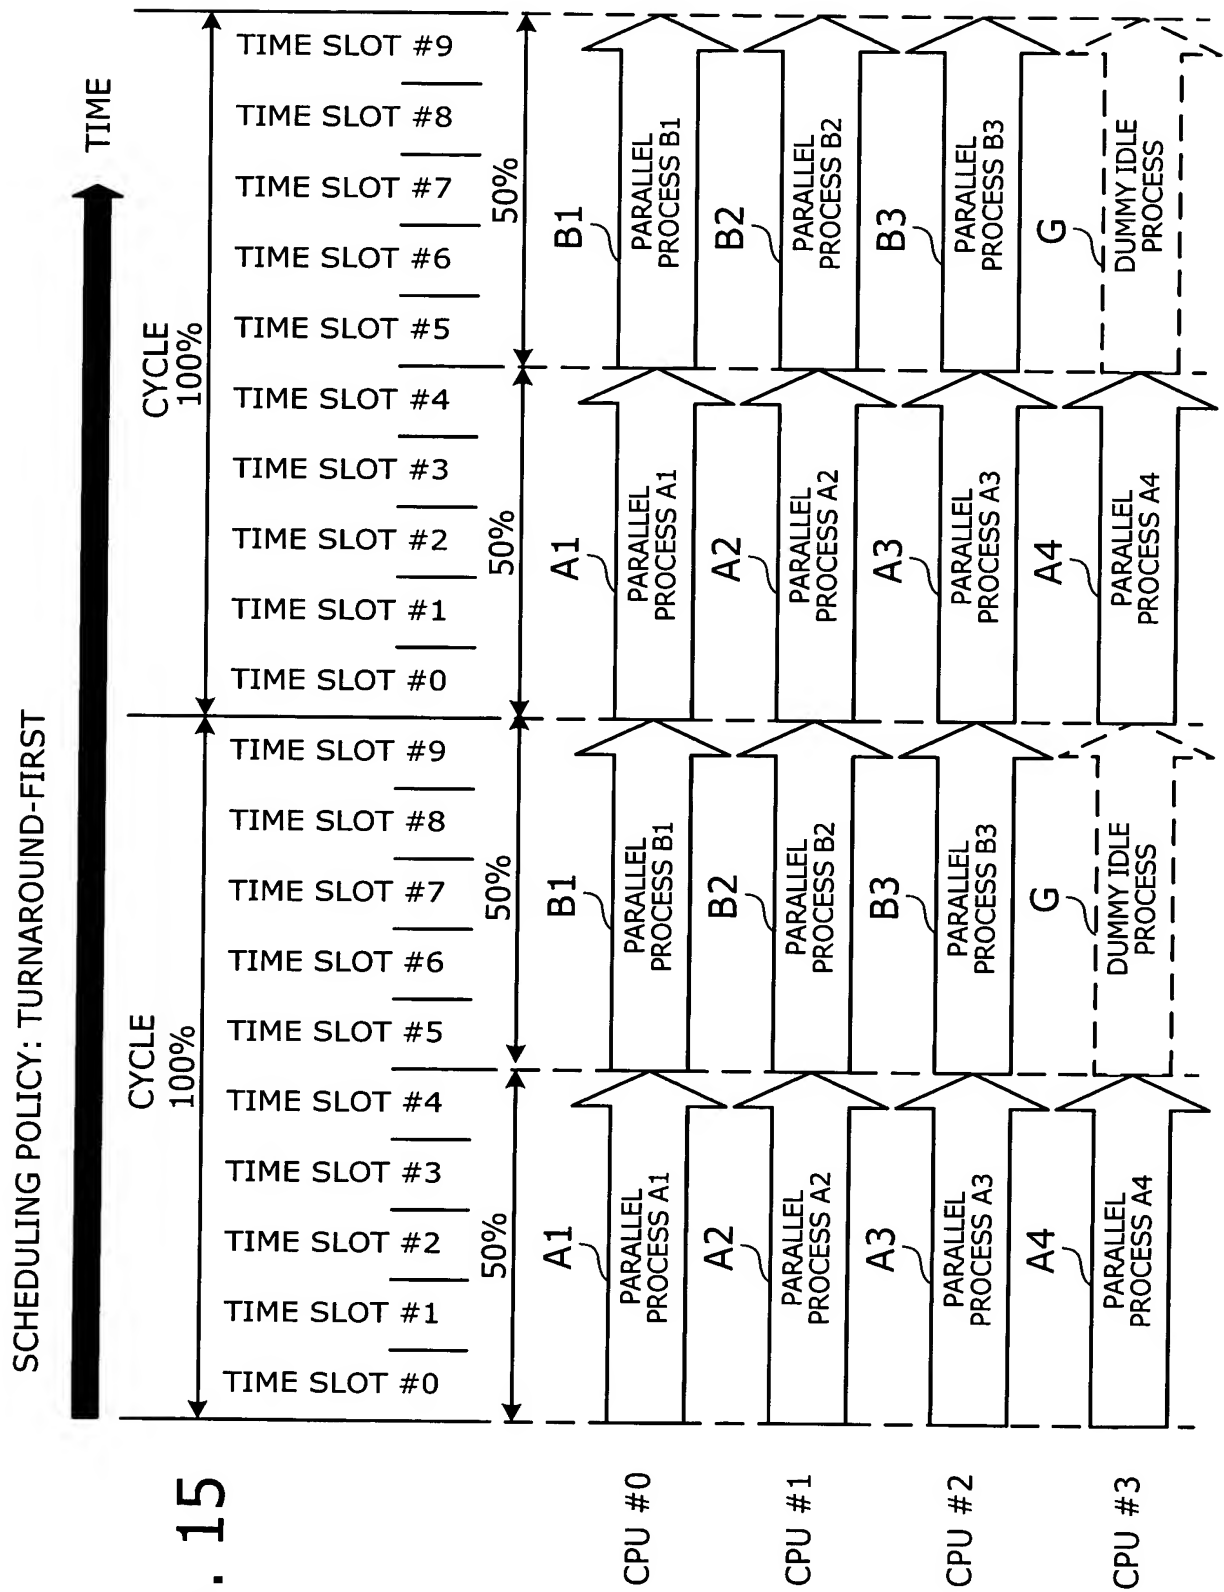 . 15
SCHEDULING POLICY: TURNAROUND-FIRST
TIME
CYCLE
100%
CYCLE
100%
TIME SLOT #0
TIME SLOT #1
TIME SLOT #2
TIME SLOT #3
TIME SLOT #4
TIME SLOT #5
TIME SLOT #6
TIME SLOT #7
TIME SLOT #8
TIME SLOT #9
TIME SLOT #0
TIME SLOT #1
TIME SLOT #2
TIME SLOT #3
TIME SLOT #4
TIME SLOT #5
TIME SLOT #6
TIME SLOT #7
TIME SLOT #8
TIME SLOT #9
50%
50%
50%
50%
CPU #0
A1
PARALLEL
PROCESS A1
B1
PARALLEL
PROCESS B1
A1
PARALLEL
PROCESS A1
B1
PARALLEL
PROCESS B1
CPU #1
A2
PARALLEL
PROCESS A2
B2
PARALLEL
PROCESS B2
A2
PARALLEL
PROCESS A2
B2
PARALLEL
PROCESS B2
CPU #2
A3
PARALLEL
PROCESS A3
B3
PARALLEL
PROCESS B3
A3
PARALLEL
PROCESS A3
B3
PARALLEL
PROCESS B3
CPU #3
A4
PARALLEL
PROCESS A4
G
DUMMY IDLE
PROCESS
A4
PARALLEL
PROCESS A4
G
DUMMY IDLE
PROCESS